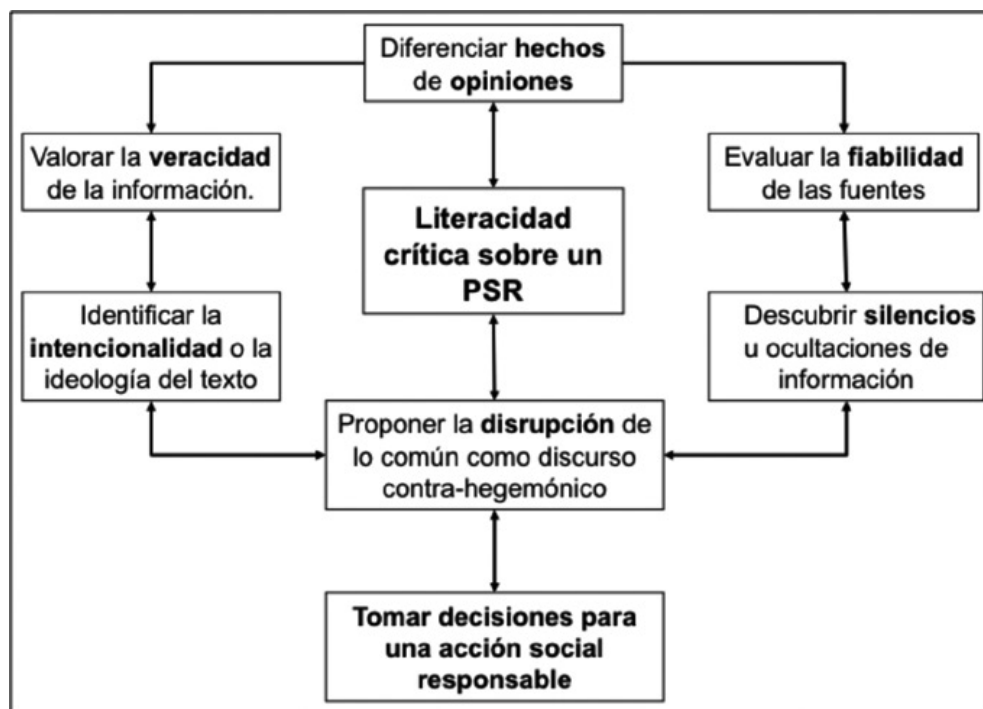 Diferenciar hechos
de opiniones
Valorar la veracidad
de la información.
Evaluar la fiabilidad
de las fuentes
Literacidad
crítica sobre un
PSR
Identificar la
intencionalidad o la
ideología del texto
Descubrir silencios
u ocultaciones de
información
Proponer la disrupción de
lo común como discurso
contra-hegemónico
Tomar decisiones para
una acción social
responsable